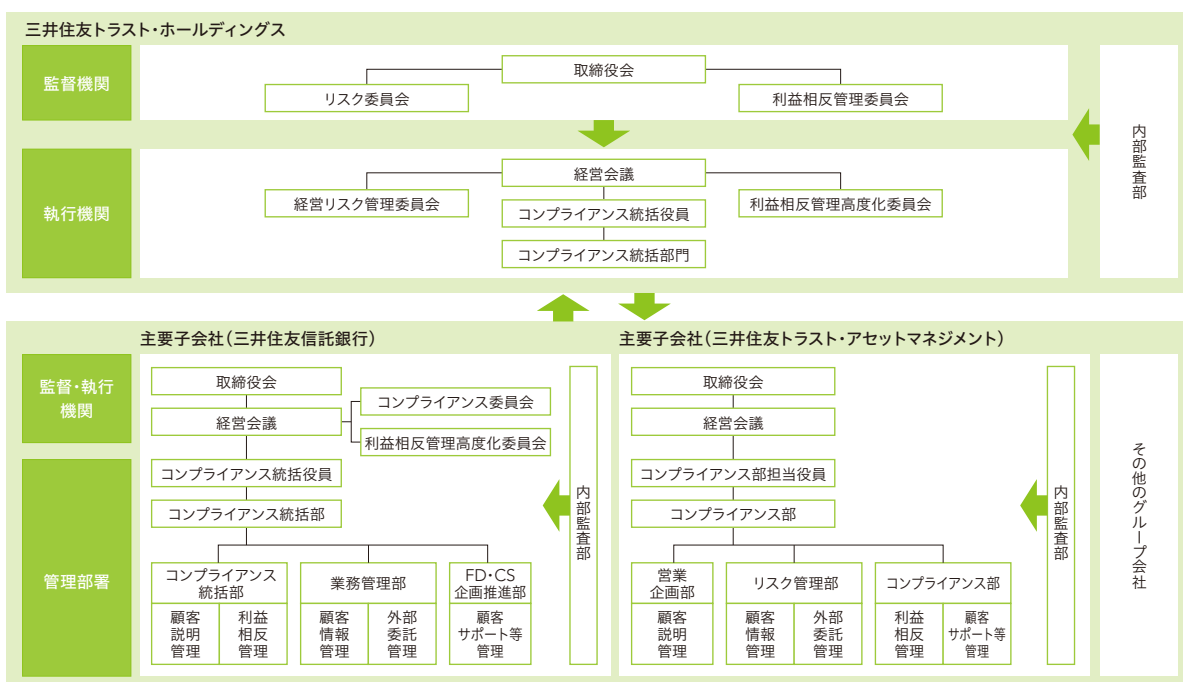 三井住友トラスト・ホールディングス
監督機関
取締役会
リスク委員会
利益相反管理委員会
執行機関
経営会議
経営リスク管理委員会
利益相反管理高度化委員会
コンプライアンス統括役員
コンプライアンス統括部門
内部監査部
主要子会社(三井住友信託銀行)
監督・執行
機関
取締役会
経営会議
コンプライアンス委員会
利益相反管理高度化委員会
管理部署
コンプライアンス統括役員
コンプライアンス統括部
コンプライアンス
統括部
顧客
説明
管理
利益
相反
管理
業務管理部
顧客
情報
管理
外部
委託
管理
FD・CS
企画推進部
顧客
サポート等
管理
内部監査部
主要子会社(三井住友トラスト・アセットマネジメント)
取締役会
経営会議
コンプライアンス部担当役員
コンプライアンス部
営業
企画部
顧客
説明
管理
リスク管理部
顧客
情報
管理
外部
委託
管理
コンプライアンス部
利益
相反
管理
顧客
サポート等
管理
内部監査部
その他のグループ会社